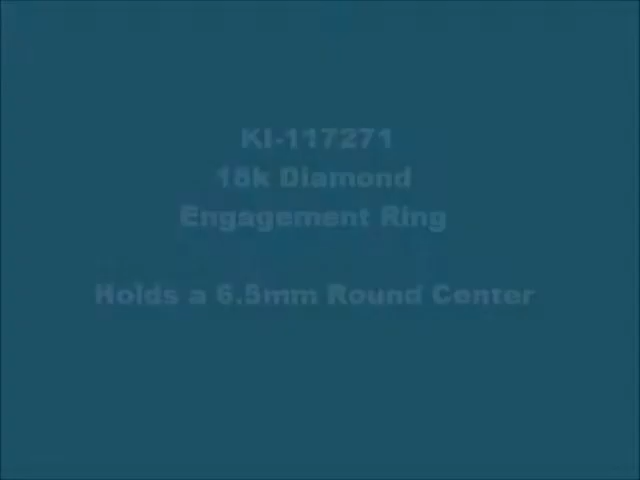 KI-117271
18k Diamond
Engagement Ring
Holds a 6.5mm Round Center